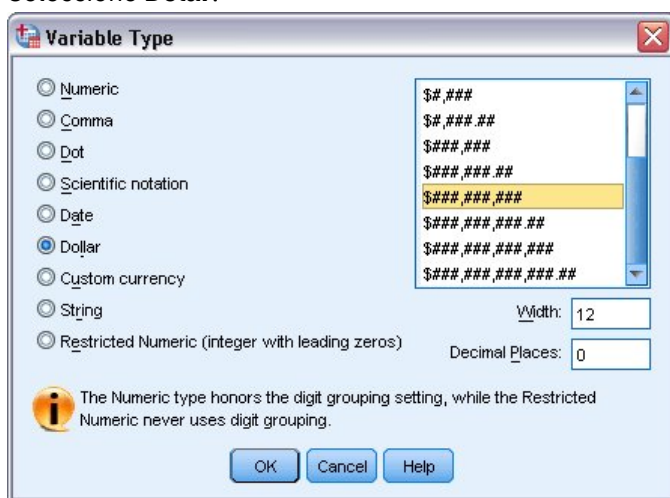 Variable Type
Numeric
Comma
Dot
Scientific notation
Date
Dollar
Custom currency
String
Restricted Numeric (integer with leading zeros)
$#,###
$#,###.##
$###,###
$###,###.##
$###,###,###
$###,###,###.##
$###,###,###,###
$###,###,###,###.##
Width: 12
Decimal Places: 0
The Numeric type honors the digit grouping setting, while the Restricted
Numeric never uses digit grouping.
OK Cancel Help